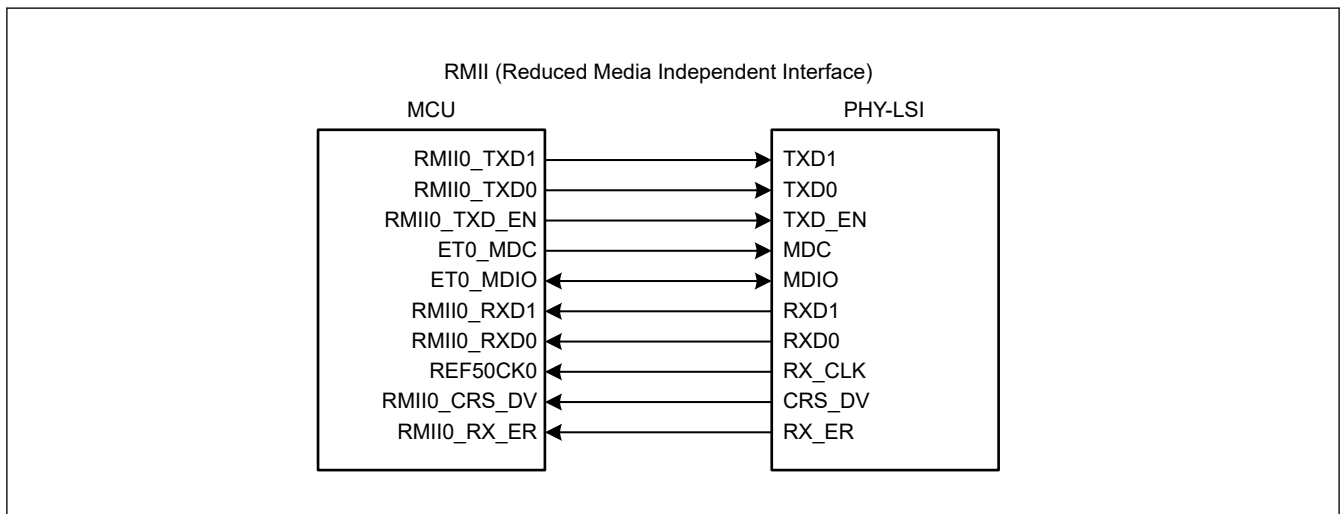 RMII (Reduced Media Independent Interface)
MCU PHY-LSI
RMII0_TXD1 TXD1
RMII0_TXD0 TXD0
RMII0_TXD_EN TXD_EN
ET0_MDC MDC
ET0_MDIO MDIO
RMII0_RXD1 RXD1
RMII0_RXD0 RXD0
REF50CK0 RX_CLK
RMII0_CRS_DV CRS_DV
RMII0_RX_ER RX_ER